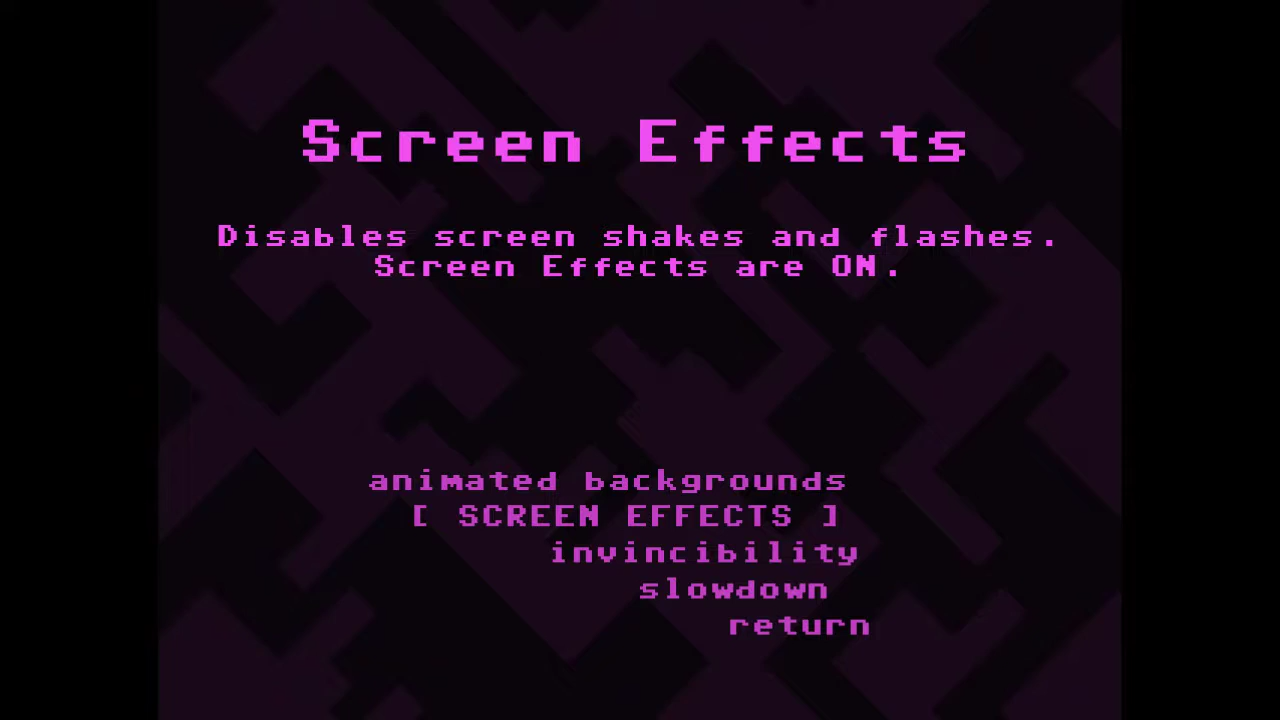 Screen Effects
Disables screen shakes and flashes.
Screen Effects are ON.
animated backgrounds
[ SCREEN EFFECTS ]
invincibility
slowdown
return